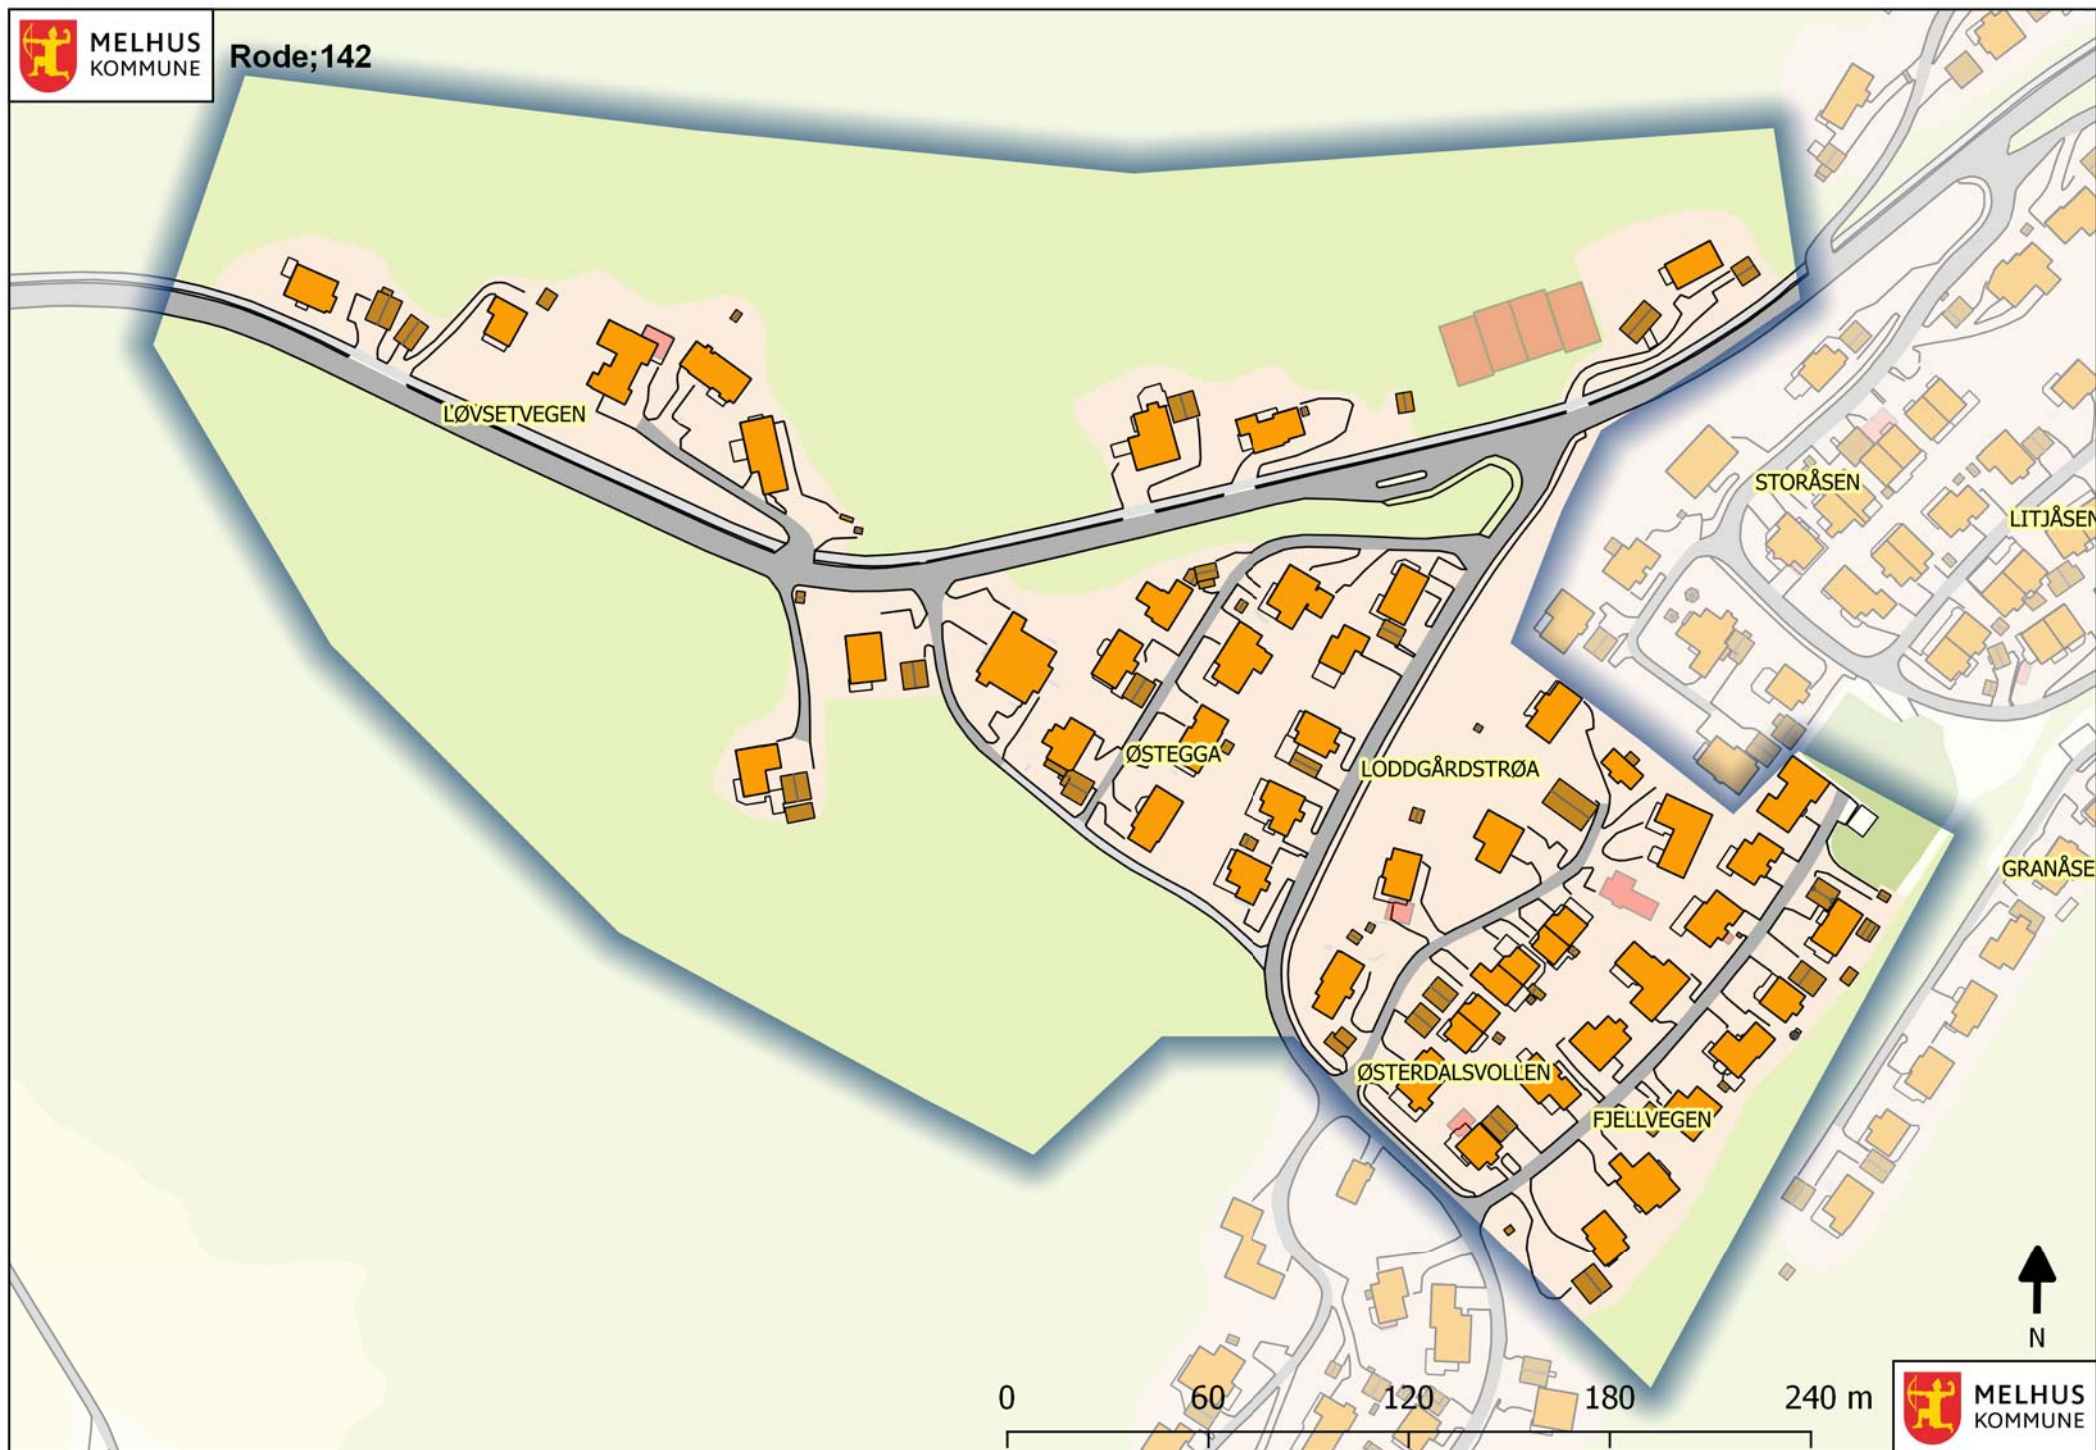 MELHUS
KOMMUNE
Rode;142
LØVSETVEGEN
STORÅSEN
LITJÅSEN
ØSTEGGA
LODDGÅRDSTRØA
GRANÅSE
ØSTERDALSVOLLEN
FJELLVEGEN
N
0 60 120 180 240 m
MELHUS
KOMMUNE